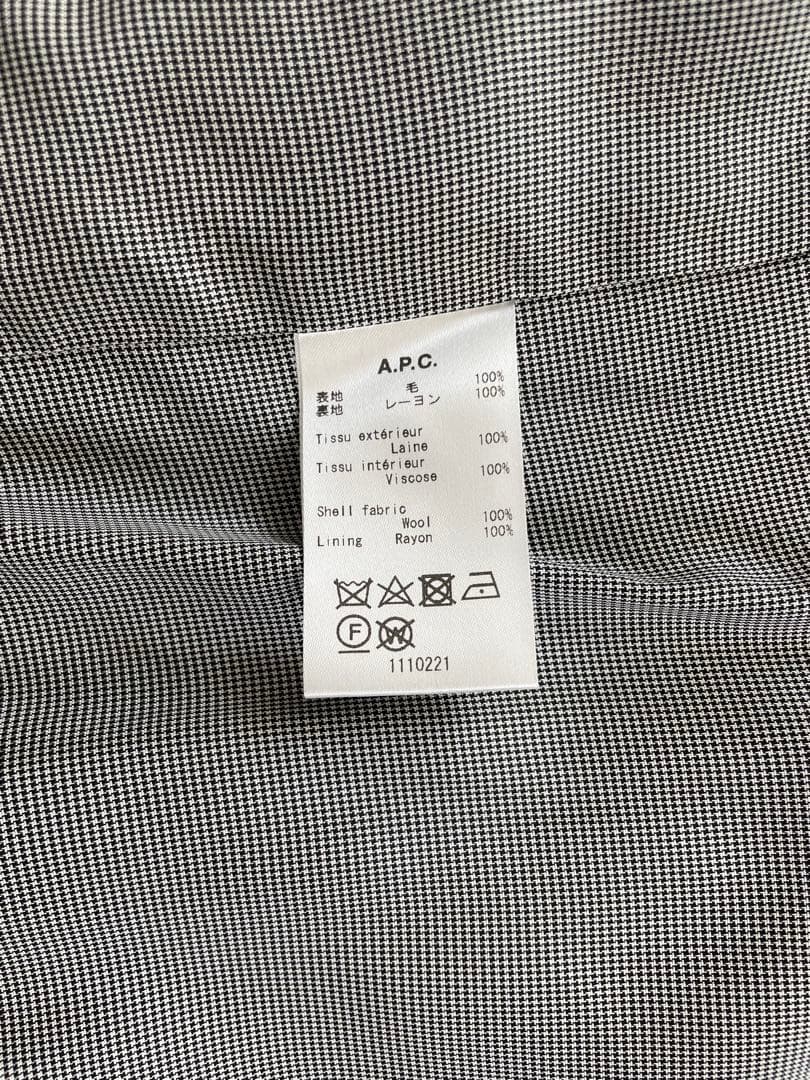 A.P.C.
表地 毛 100%
裏地 レーヨン 100%
Tissu extérieur
Laine 100%
Tissu intérieur
Viscose 100%
Shell fabric
Wool 100%
Lining Rayon 100%
F W
1110221